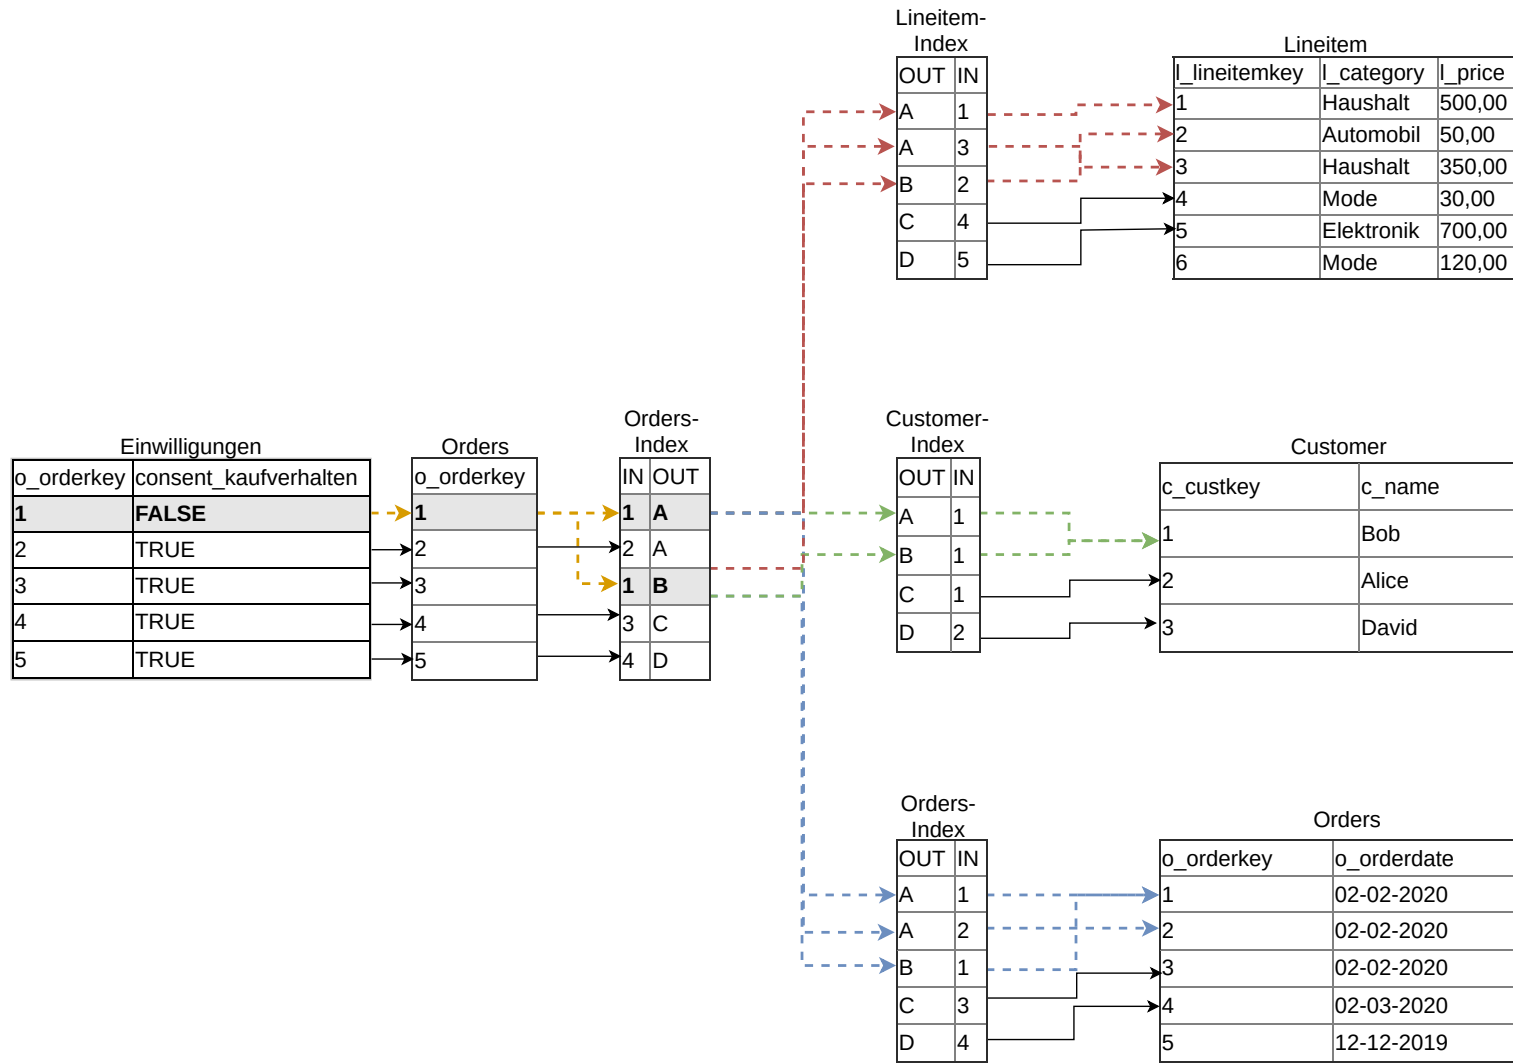 Lineitem-
Index
OUT IN
A 1
A 3
B 2
C 4
D 5
Lineitem
l_lineitemkey l_category l_price
1 Haushalt 500,00
2 Automobil 50,00
3 Haushalt 350,00
4 Mode 30,00
5 Elektronik 700,00
6 Mode 120,00
Einwilligungen
o_orderkey consent_kaufverhalten
1 FALSE
2 TRUE
3 TRUE
4 TRUE
5 TRUE
Orders
o_orderkey
1
2
3
4
5
Orders-
Index
IN OUT
1 A
2 A
1 B
3 C
4 D
Customer-
Index
OUT IN
A 1
B 1
C 1
D 2
Customer
c_custkey c_name
1 Bob
2 Alice
3 David
Orders-
Index
OUT IN
A 1
A 2
B 1
C 3
D 4
Orders
o_orderkey o_orderdate
1 02-02-2020
2 02-02-2020
3 02-02-2020
4 02-03-2020
5 12-12-2019